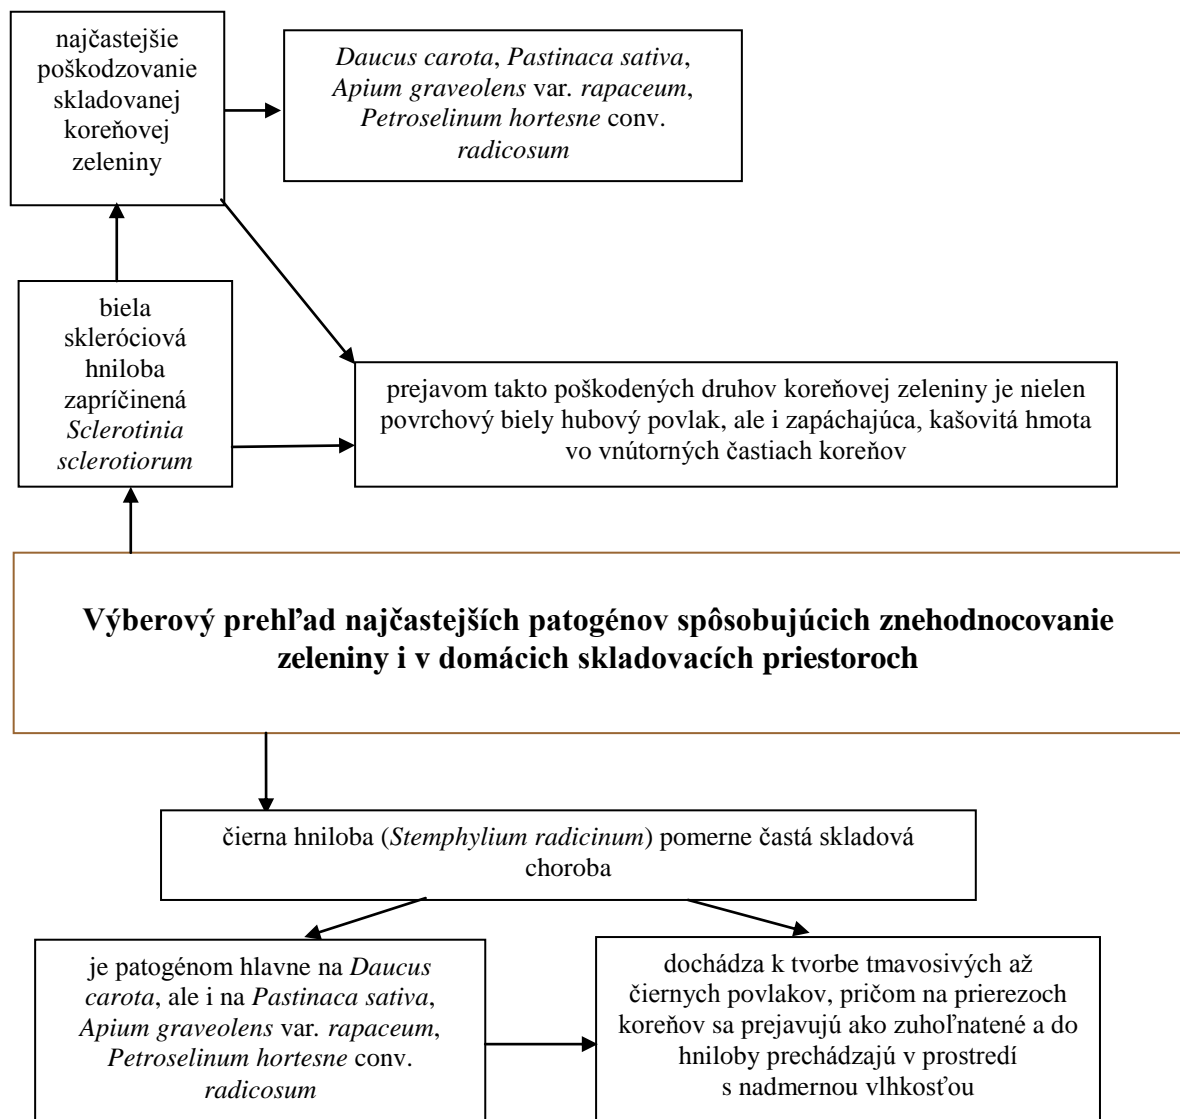 najčastejšie
poškodzovanie
skladovanej
koreňovej
zeleniny
Daucus carota, Pastinaca sativa,
Apium graveolens var. rapaceum,
Petroselinum hortesne conv.
radicosum
biela
skleróciová
hniloba
zapríčinená
Sclerotinia
sclerotiorum
prejavom takto poškodených druhov koreňovej zeleniny je nielen
povrchový biely hubový povlak, ale i zapáchajúca, kašovitá hmota
vo vnútorných častiach koreňov
Výberový prehľad najčastejších patogénov spôsobujúcich znehodnocovanie
zeleniny i v domácich skladovacích priestoroch
čierna hniloba (Stemphylium radicinum) pomerne častá skladová
choroba
je patogénom hlavne na Daucus
carota, ale i na Pastinaca sativa,
Apium graveolens var. rapaceum,
Petroselinum hortesne conv.
radicosum
dochádza k tvorbe tmavosivých až
čiernych povlakov, pričom na prierezoch
koreňov sa prejavujú ako zuhoľnatené a do
hniloby prechádzajú v prostredí
s nadmernou vlhkosťou